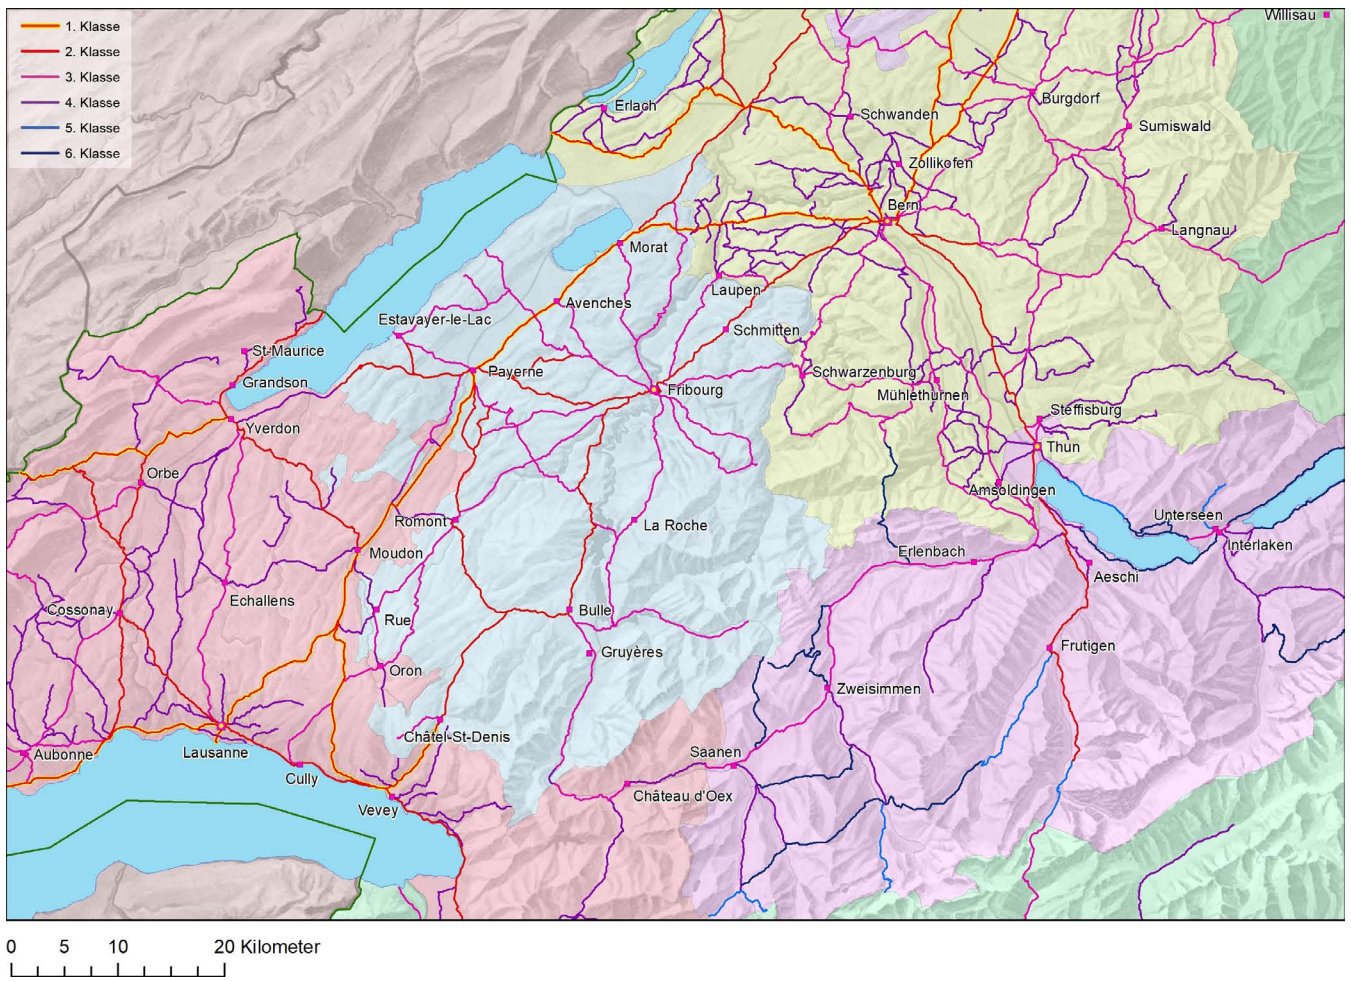 1. Klasse
2. Klasse
3. Klasse
4. Klasse
5. Klasse
6. Klasse
Willisau
Erlach
Burgdorf
Schwanden
Sumiswald
Zollikofen
Bern
Langnau
Morat
Laupen
Avenches
Estavayer-le-Lac
Schmitten
St-Maurice
Payerne
Schwarzenburg
Grandson
Fribourg
Mühlethurnen
Steffisburg
Yverdon
Thun
Orbe
Amsoldingen
Romont
La Roche
Unterseen
Interlaken
Moudon
Erlenbach
Aeschi
Echallens
Cossonay
Rue
Bulle
Frutigen
Gruyères
Oron
Zweisimmen
Châtel-St-Denis
Aubonne
Lausanne
Saanen
Cully
Château d'Oex
Vevey
0 5 10 20 Kilometer